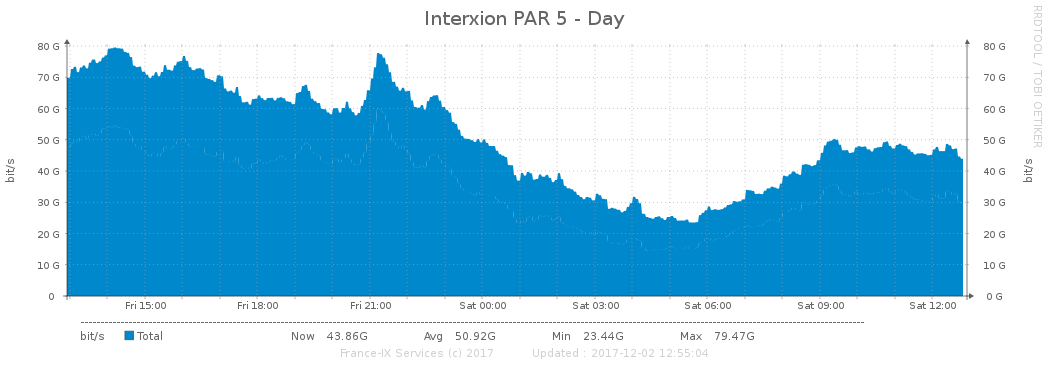 Interxion PAR 5 - Day
RRDTOOL / TOBI OETIKER
80 G 80 G
70 G 70 G
60 G 60 G
50 G 50 G
40 G 40 G
30 G 30 G
20 G 20 G
10 G 10 G
0 0 G
bit/s bit/s
Fri 15:00 Fri 18:00 Fri 21:00 Sat 00:00 Sat 03:00 Sat 06:00 Sat 09:00 Sat 12:00
bit/s Total Now 43.86G Avg 50.92G Min 23.44G Max 79.47G
France-IX Services (c) 2017 Updated : 2017-12-02 12:55:04